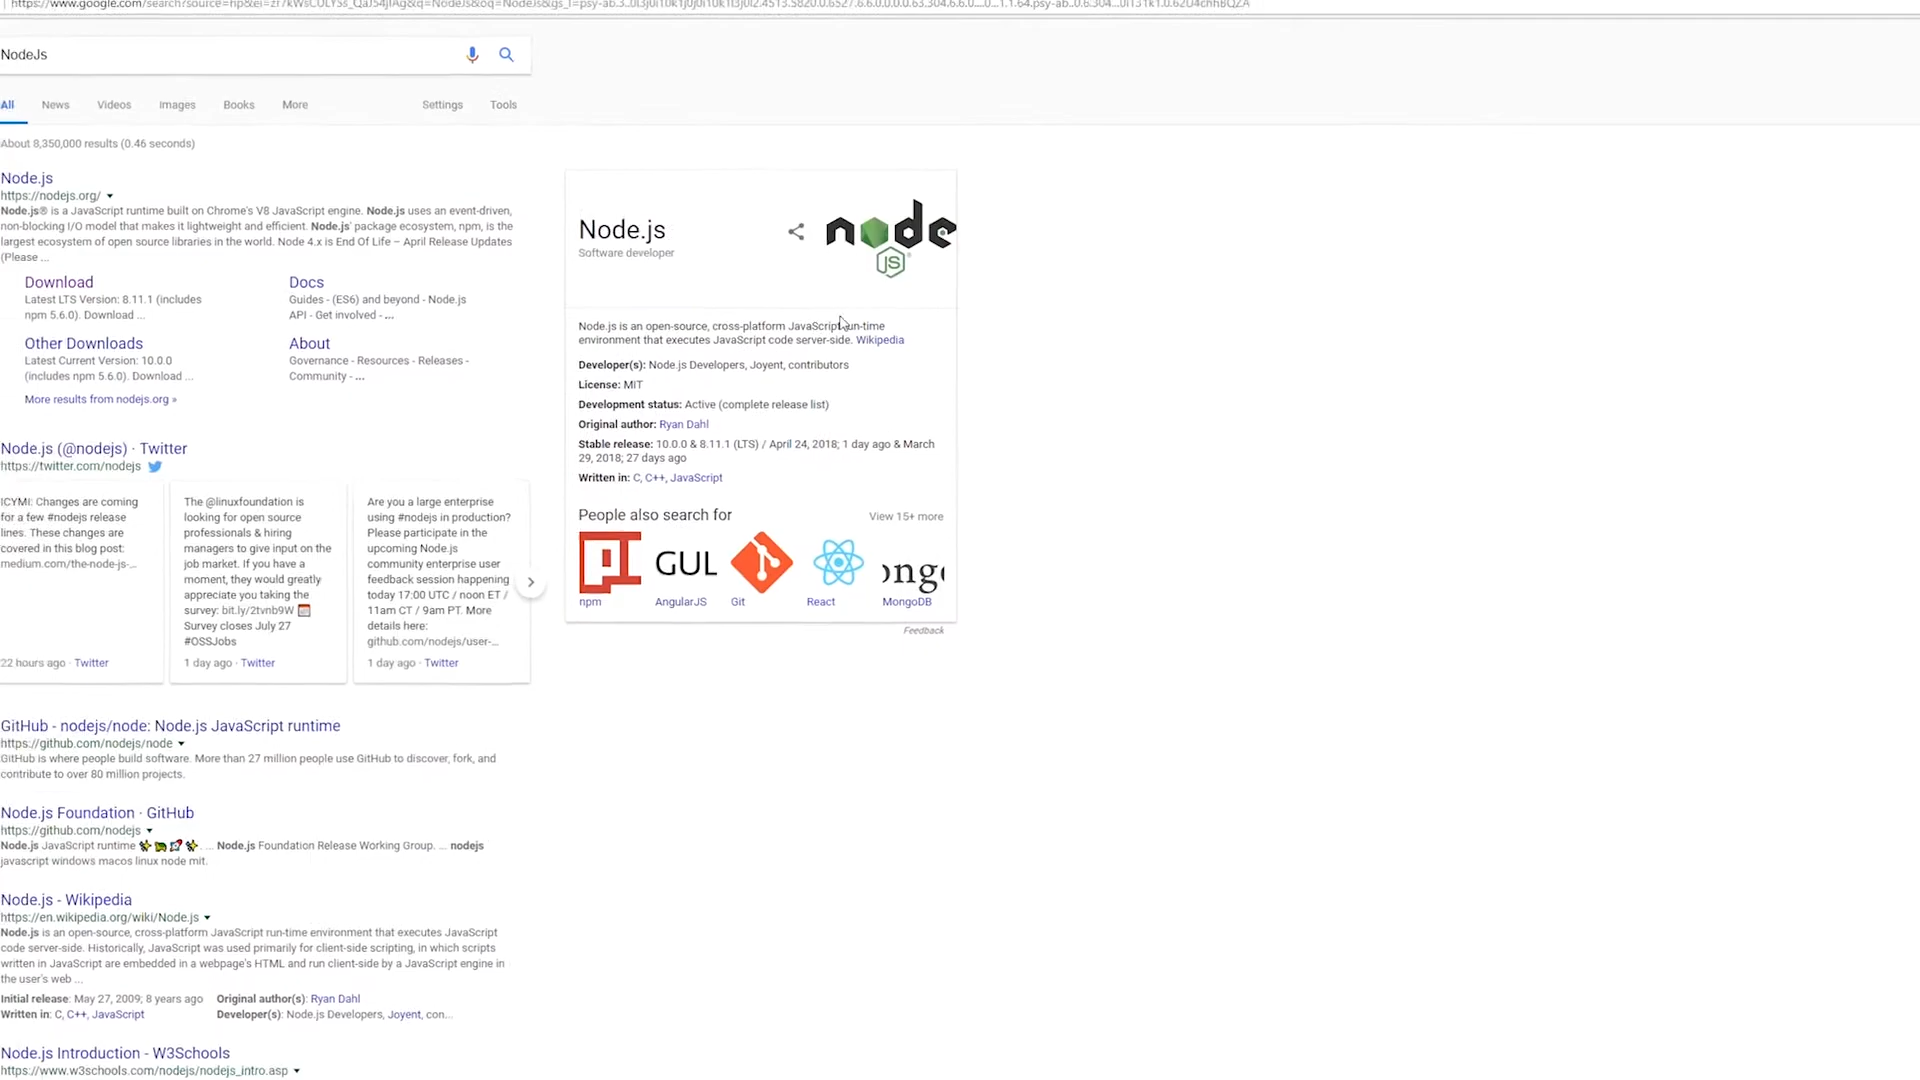 NodeJs
All News Videos Images Books More Settings Tools
About 8,350,000 results (0.46 seconds)
Node.js
https://nodejs.org/
Node.js® is a JavaScript runtime built on Chrome's V8 JavaScript engine. Node.js uses an event-driven,
non-blocking I/O model that makes it lightweight and efficient. Node.js' package ecosystem, npm, is the
largest ecosystem of open source libraries in the world. Node 4.x is End Of Life – April Release Updates
(Please ...
Download
Latest LTS Version: 8.11.1 (includes
npm 5.6.0). Download ...
Docs
Guides - (ES6) and beyond - Node.js
API - Get involved - ...
Other Downloads
Latest Current Version: 10.0.0
(includes npm 5.6.0). Download ...
About
Governance - Resources - Releases -
Community - ...
More results from nodejs.org »
Node.js (@nodejs) · Twitter
https://twitter.com/nodejs
ICYMI: Changes are coming
for a few #nodejs release
lines. These changes are
covered in this blog post:
medium.com/the-node-js-...
22 hours ago · Twitter
The @linuxfoundation is
looking for open source
professionals & hiring
managers to give input on the
job market. If you have a
moment, they would greatly
appreciate you taking the
survey: bit.ly/2tvnb9W
Survey closes July 27
#OSSJobs
1 day ago · Twitter
Are you a large enterprise
using #nodejs in production?
Please participate in the
upcoming Node.js
community enterprise user
feedback session happening
today 17:00 UTC / noon ET /
11am CT / 9am PT. More
details here:
github.com/nodejs/user-...
1 day ago · Twitter
GitHub - nodejs/node: Node.js JavaScript runtime
https://github.com/nodejs/node
GitHub is where people build software. More than 27 million people use GitHub to discover, fork, and
contribute to over 80 million projects.
Node.js Foundation · GitHub
https://github.com/nodejs
Node.js JavaScript runtime ✨🐢🚀✨. ... Node.js Foundation Release Working Group. ... nodejs
javascript windows macos linux node mit.
Node.js - Wikipedia
https://en.wikipedia.org/wiki/Node.js
Node.js is an open-source, cross-platform JavaScript run-time environment that executes JavaScript
code server-side. Historically, JavaScript was used primarily for client-side scripting, in which scripts
written in JavaScript are embedded in a webpage's HTML and run client-side by a JavaScript engine in
the user's web ...
Initial release: May 27, 2009; 8 years ago Original author(s): Ryan Dahl
Written in: C, C++, JavaScript Developer(s): Node.js Developers, Joyent, con...
Node.js Introduction - W3Schools
https://www.w3schools.com/nodejs/nodejs_intro.asp
Node.js
Software developer
node
JS
Node.js is an open-source, cross-platform JavaScript run-time
environment that executes JavaScript code server-side. Wikipedia
Developer(s): Node.js Developers, Joyent, contributors
License: MIT
Development status: Active (complete release list)
Original author: Ryan Dahl
Stable release: 10.0.0 & 8.11.1 (LTS) / April 24, 2018; 1 day ago & March
29, 2018; 27 days ago
Written in: C, C++, JavaScript
People also search for View 15+ more
GUL
ong
npm AngularJS Git React MongoDB
Feedback